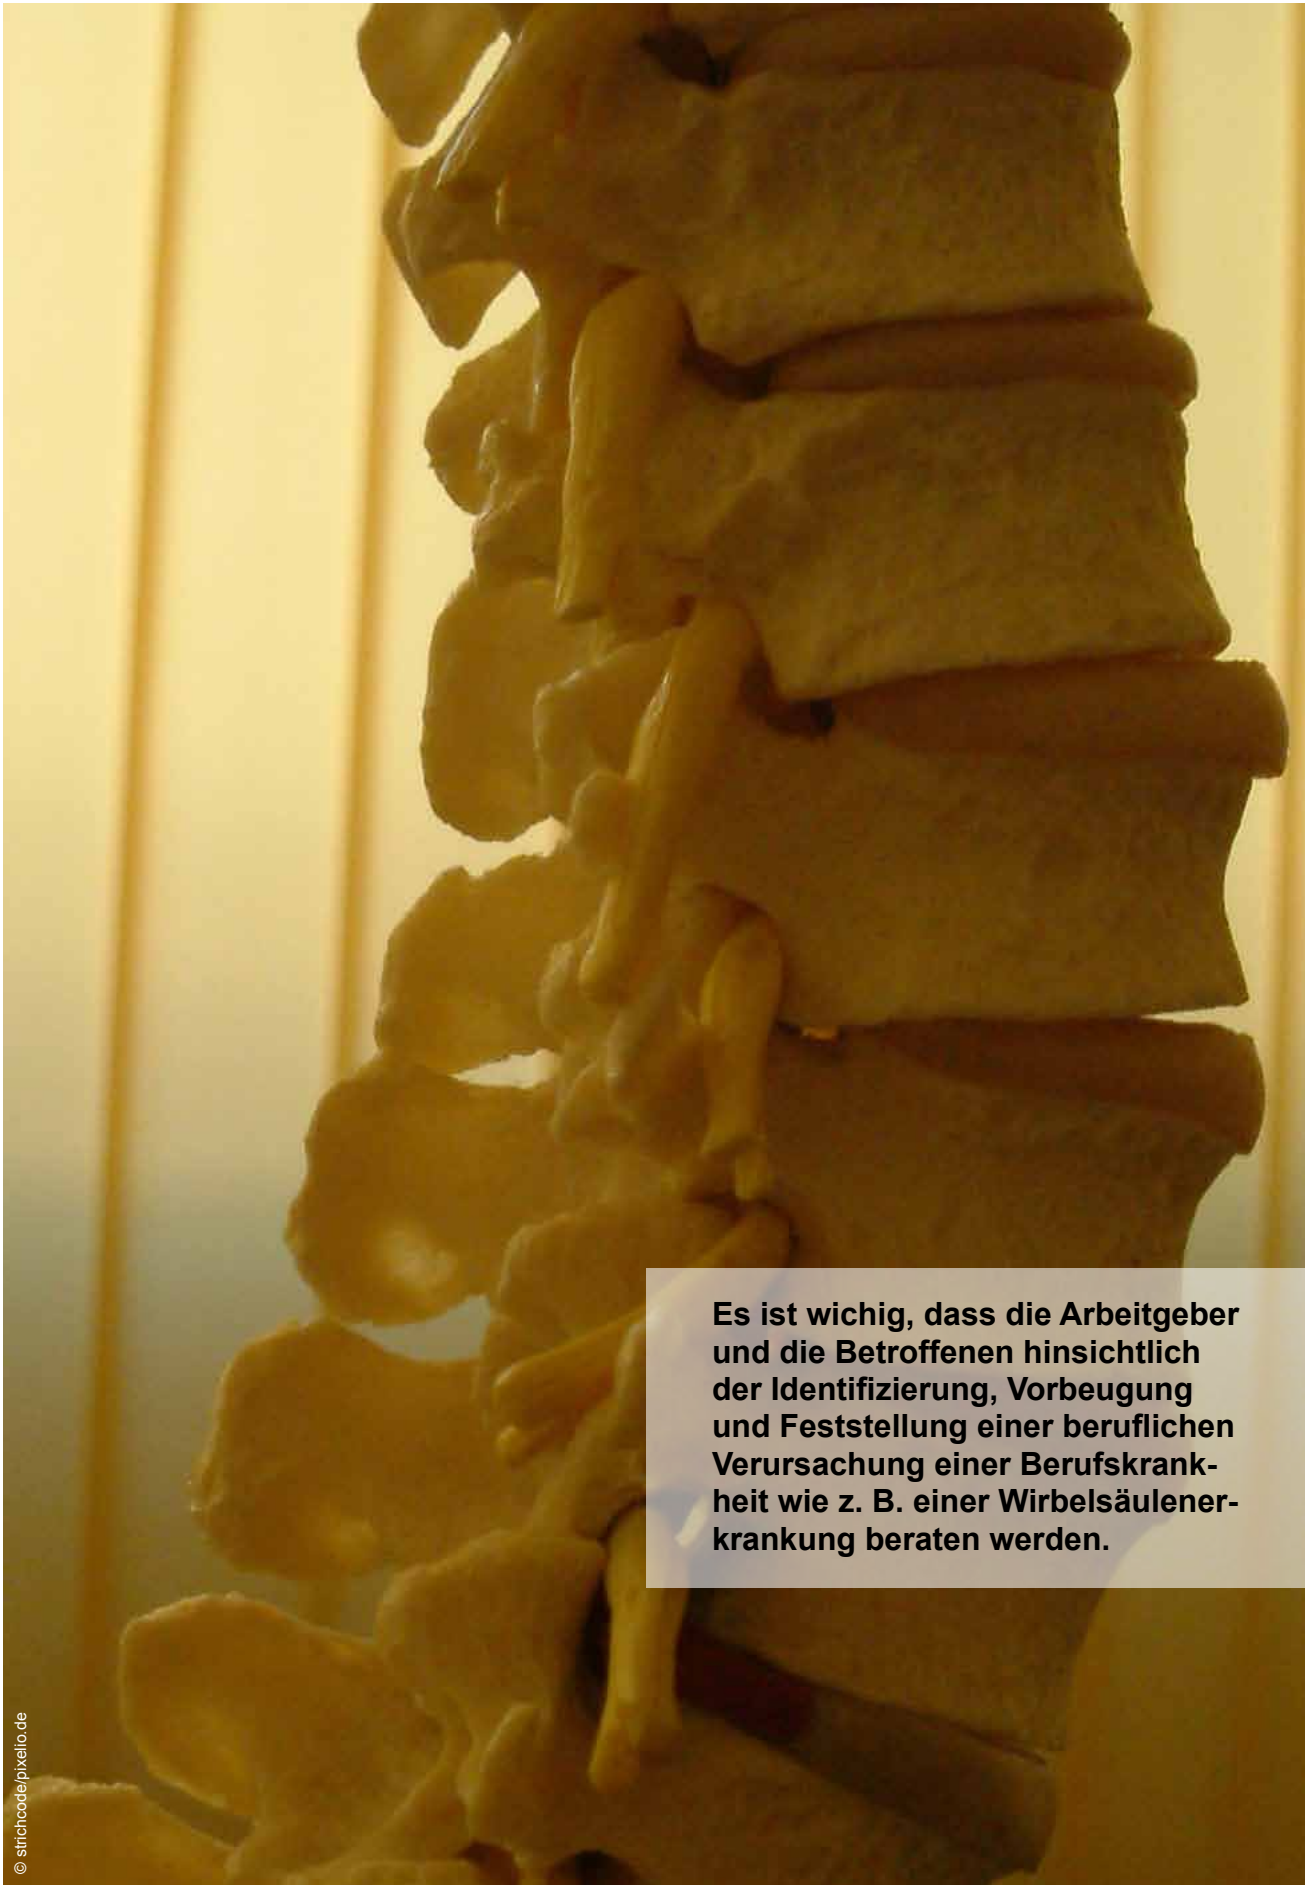 Es ist wichig, dass die Arbeitgeber
und die Betroffenen hinsichtlich
der Identifizierung, Vorbeugung
und Feststellung einer beruflichen
Verursachung einer Berufskrank-
heit wie z. B. einer Wirbelsäulener-
krankung beraten werden.
© strichcode/pixelio.de